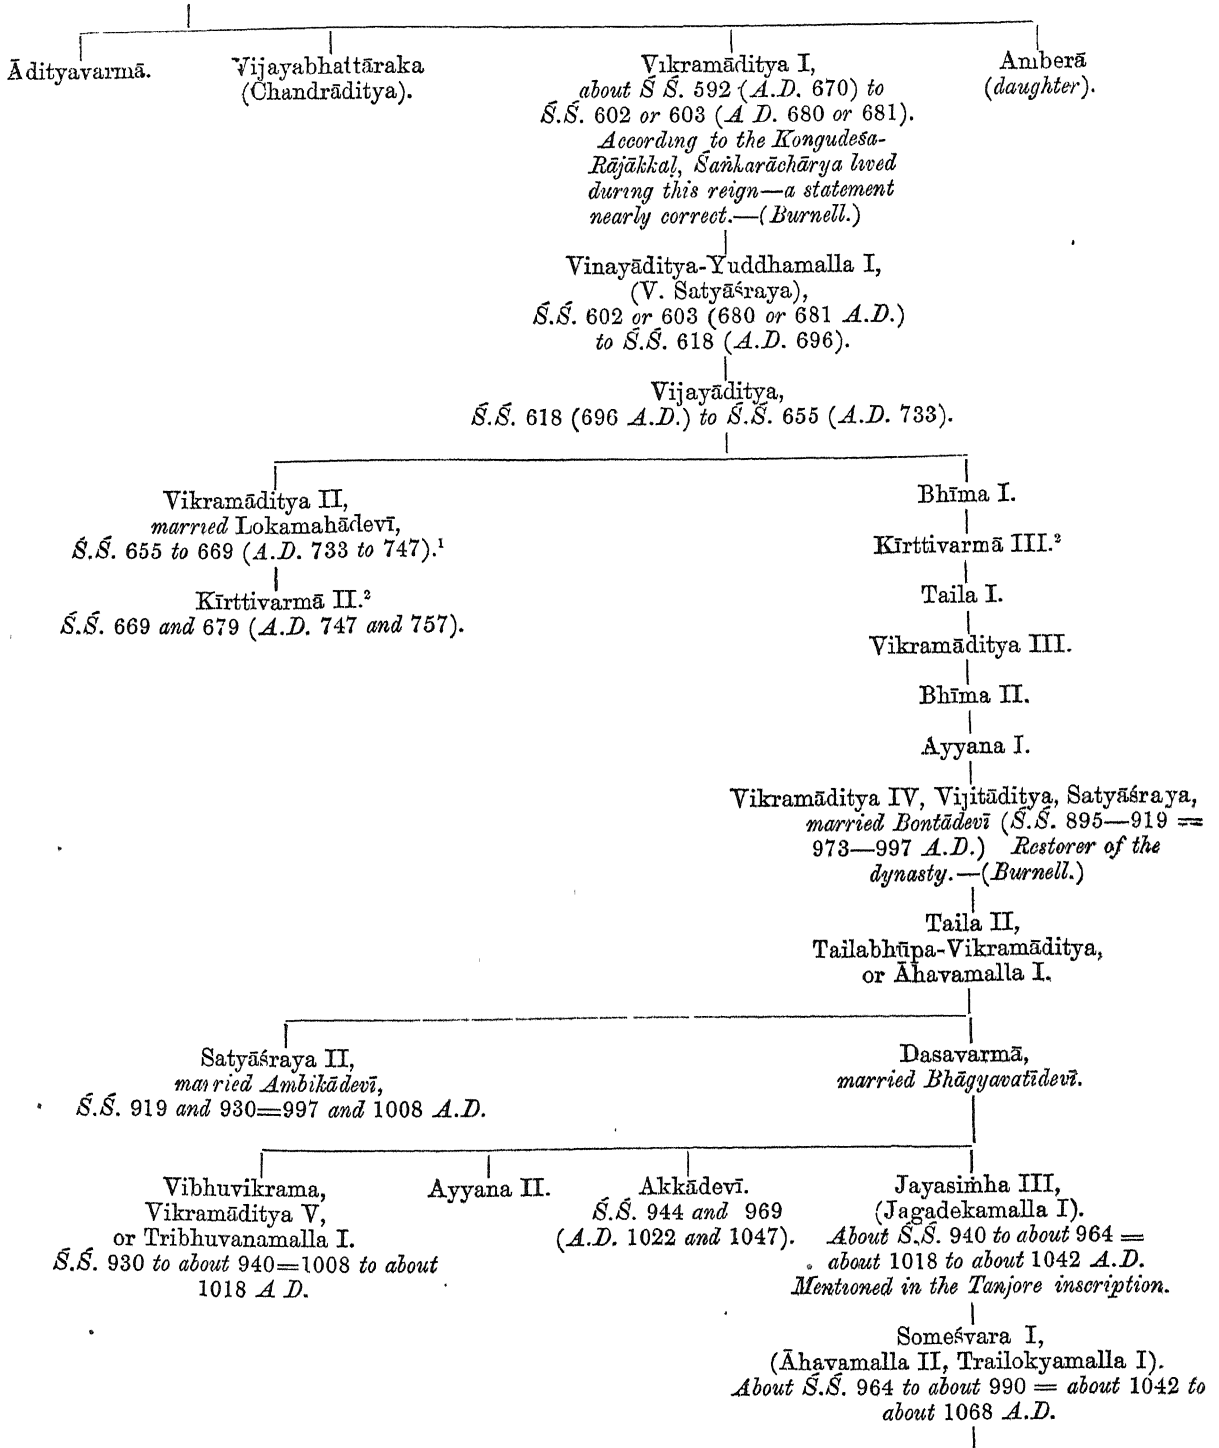 Ādityavarmā.
Vijayabhattāraka
(Chandrāditya).
Vikramāditya I,
about Ś Ś. 592 (A.D. 670) to
Ś.Ś. 602 or 603 (A D. 680 or 681).
According to the Kongudeśa-
Rājākkaḷ, Śaṅkarāchārya lived
during this reign—a statement
nearly correct.—(Burnell.)
Amberā
(daughter).
Vinayāditya-Yuddhamalla I,
(V. Satyāśraya),
Ś.Ś. 602 or 603 (680 or 681 A.D.)
to Ś.Ś. 618 (A.D. 696).
Vijayāditya,
Ś.Ś. 618 (696 A.D.) to Ś.Ś. 655 (A.D. 733).
Vikramāditya II,
married Lokamahādevī,
Ś.Ś. 655 to 669 (A.D. 733 to 747).¹
Kīrttivarmā II.²
Ś.Ś. 669 and 679 (A.D. 747 and 757).
Bhīma I.
Kīrttivarmā III.²
Taila I.
Vikramāditya III.
Bhīma II.
Ayyana I.
Vikramāditya IV, Vijitāditya, Satyāśraya,
married Bontādevī (Ś.Ś. 895—919 =
973—997 A.D.) Restorer of the
dynasty.—(Burnell.)
Taila II,
Tailabhūpa-Vikramāditya,
or Āhavamalla I.
Satyāśraya II,
married Ambikādevī,
Ś.Ś. 919 and 930=997 and 1008 A.D.
Dasavarmā,
married Bhāgyavatīdevī.
Vibhuvikrama,
Vikramāditya V,
or Tribhuvanamalla I.
Ś.Ś. 930 to about 940=1008 to about
1018 A D.
Ayyana II.
Akkādevī.
Ś.Ś. 944 and 969
(A.D. 1022 and 1047).
Jayasiṁha III,
(Jagadekamalla I).
About Ś.Ś. 940 to about 964 =
about 1018 to about 1042 A.D.
Mentioned in the Tanjore inscription.
Someśvara I,
(Āhavamalla II, Trailokyamalla I).
About Ś.Ś. 964 to about 990 = about 1042 to
about 1068 A.D.